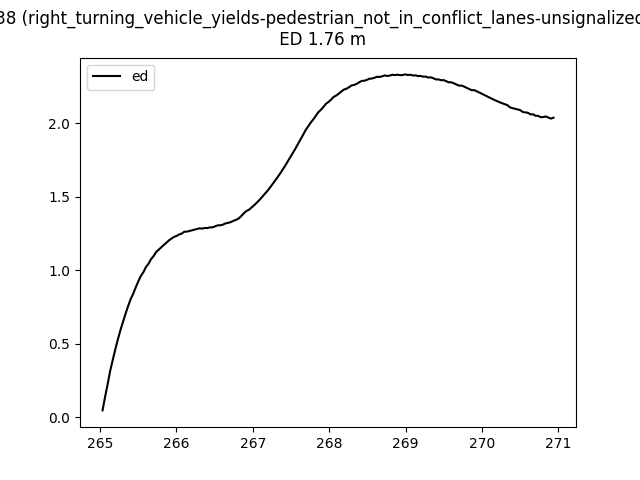 38 (right_turning_vehicle_yields-pedestrian_not_in_conflict_lanes-unsignalized
ED 1.76 m
ed
2.0
1.5
1.0
0.5
0.0
265 266 267 268 269 270 271